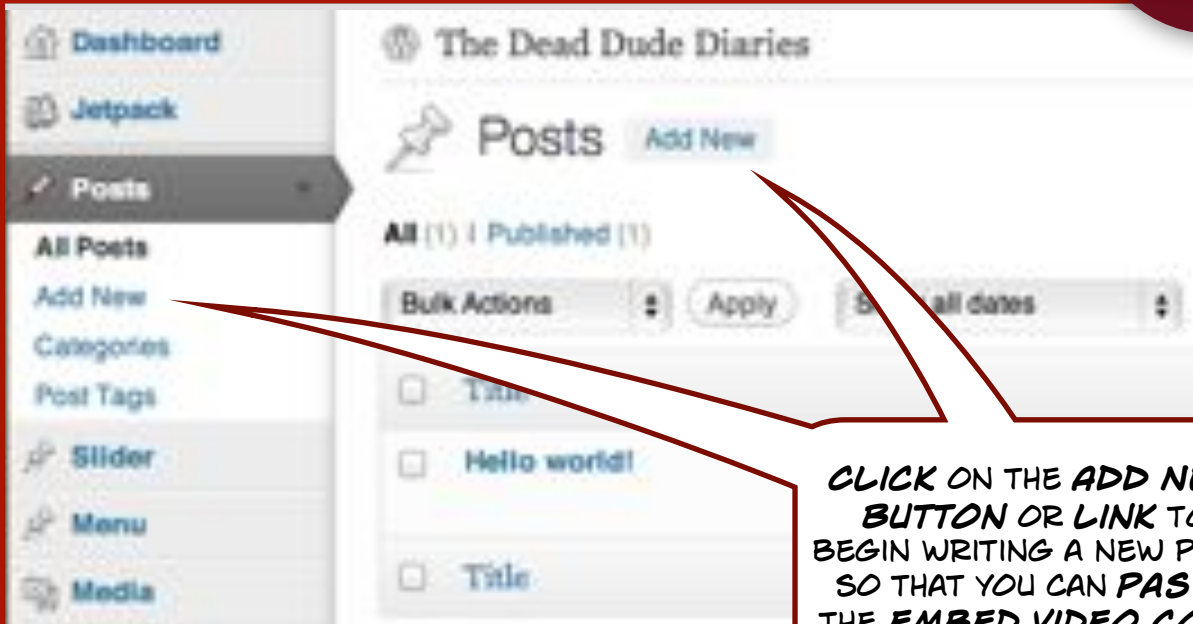 Dashboard
Jetpack
Posts
All Posts
Add New
Categories
Post Tags
Slider
Menu
Media
The Dead Dude Diaries
Posts Add New
All (1) | Published (1)
Bulk Actions Apply all dates
Title
Hello world!
Title
CLICK ON THE ADD
BUTTON OR LINK TO
BEGIN WRITING A NEW
SO THAT YOU CAN
THE EMBED VIDEO